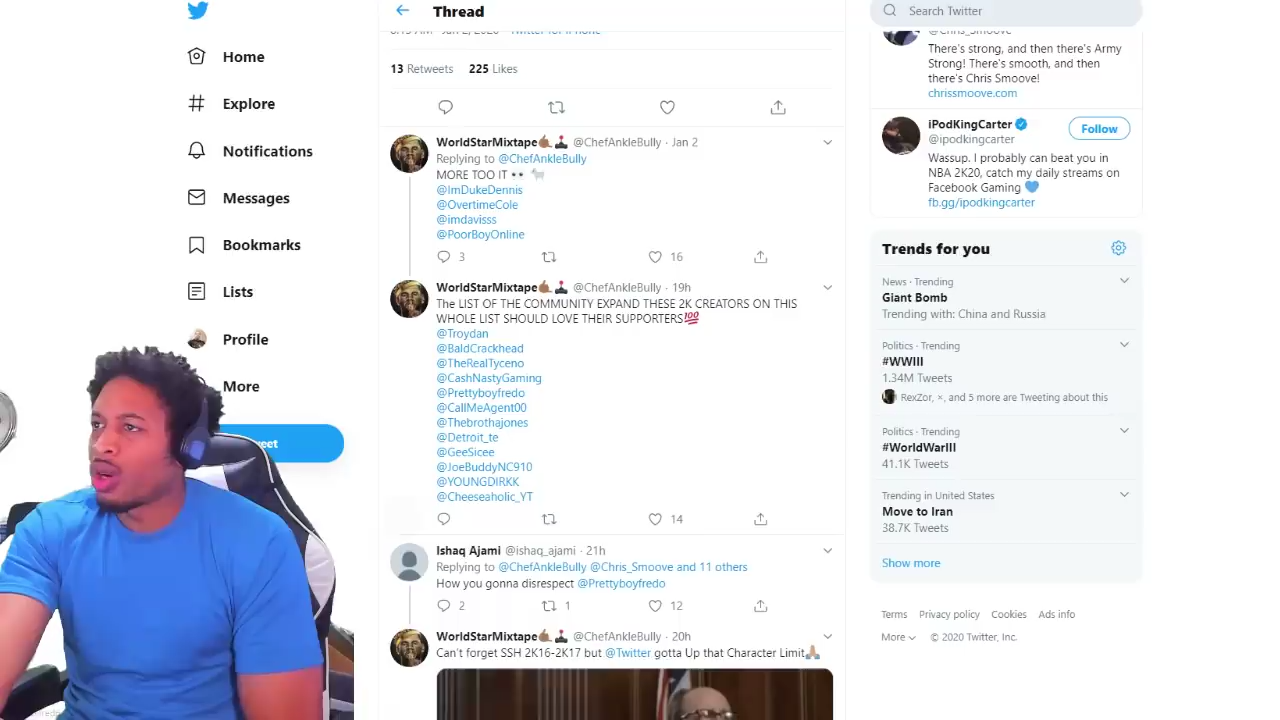 Home
Explore
Notifications
Messages
Bookmarks
Lists
Profile
More
Thread
Twitter for iPhone
13 Retweets 225 Likes
WorldStarMixtape @ChefAnkleBully · Jan 2
Replying to @ChefAnkleBully
MORE TOO IT 👀 🐐
@ImDukeDennis
@OvertimeCole
@imdavisss
@PoorBoyOnline
3 16
WorldStarMixtape @ChefAnkleBully · 19h
The LIST OF THE COMMUNITY EXPAND THESE 2K CREATORS ON THIS
WHOLE LIST SHOULD LOVE THEIR SUPPORTERS💯
@Troydan
@BaldCrackhead
@TheRealTyceno
@CashNastyGaming
@Prettyboyfredo
@CallMeAgent00
@Thebrothajones
@Detroit_te
@GeeSicee
@JoeBuddyNC910
@YOUNGDIRKK
@Cheeseaholic_YT
14
Ishaq Ajami @ishaq_ajami · 21h
Replying to @ChefAnkleBully @Chris_Smoove and 11 others
How you gonna disrespect @Prettyboyfredo
2 1 12
WorldStarMixtape @ChefAnkleBully · 20h
Can't forget SSH 2K16-2K17 but @Twitter gotta Up that Character Limit🙏🏽
Search Twitter
@Chris_Smoove
There's strong, and then there's Army
Strong! There's smooth, and then
there's Chris Smoove!
chrissmoove.com
iPodKingCarter
@ipodkingcarter
Follow
Wassup. I probably can beat you in
NBA 2K20, catch my daily streams on
Facebook Gaming 💙
fb.gg/ipodkingcarter
Trends for you
News · Trending
Giant Bomb
Trending with: China and Russia
Politics · Trending
#WWIII
1.34M Tweets
RexZor, ×, and 5 more are Tweeting about this
Politics · Trending
#WorldWarIII
41.1K Tweets
Trending in United States
Move to Iran
38.7K Tweets
Show more
Terms Privacy policy Cookies Ads info
More © 2020 Twitter, Inc.